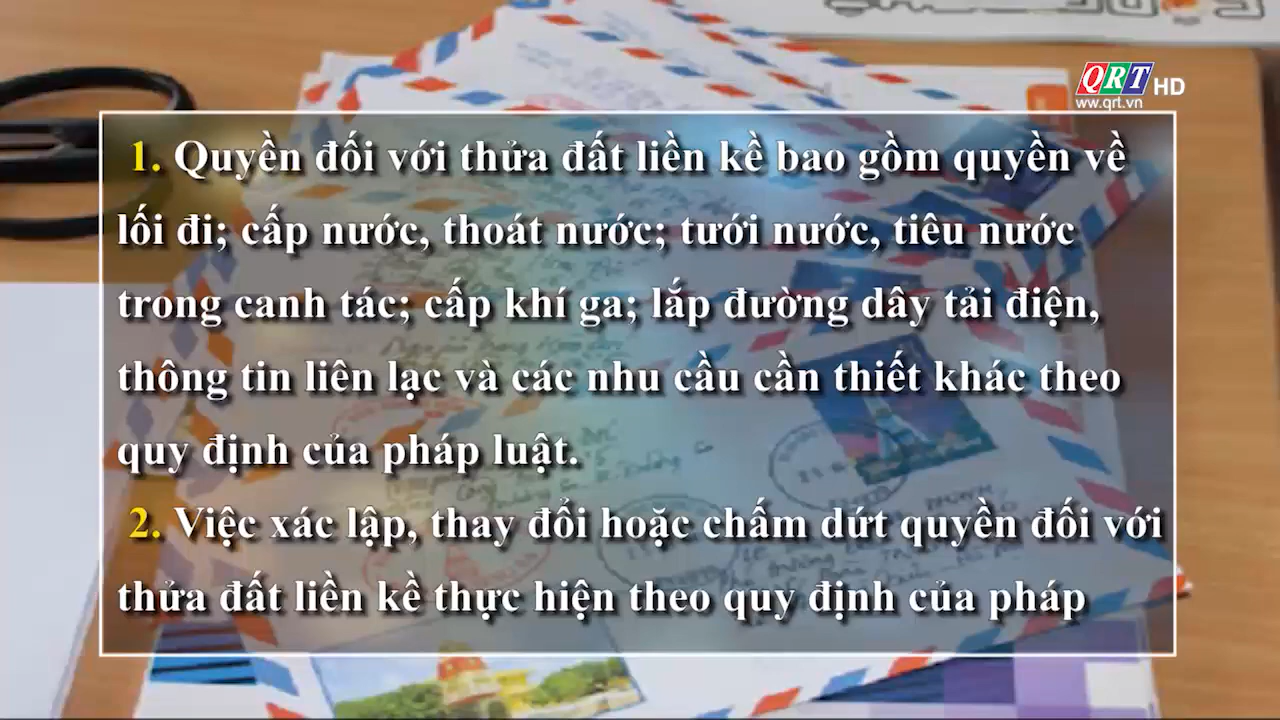 QRT HD
ww.qrt.vn
1. Quyền đối với thửa đất liền kề bao gồm quyền về
lối đi; cấp nước, thoát nước; tưới nước, tiêu nước
trong canh tác; cấp khí ga; lắp đường dây tải điện,
thông tin liên lạc và các nhu cầu cần thiết khác theo
quy định của pháp luật.
2. Việc xác lập, thay đổi hoặc chấm dứt quyền đối với
thửa đất liền kề thực hiện theo quy định của pháp